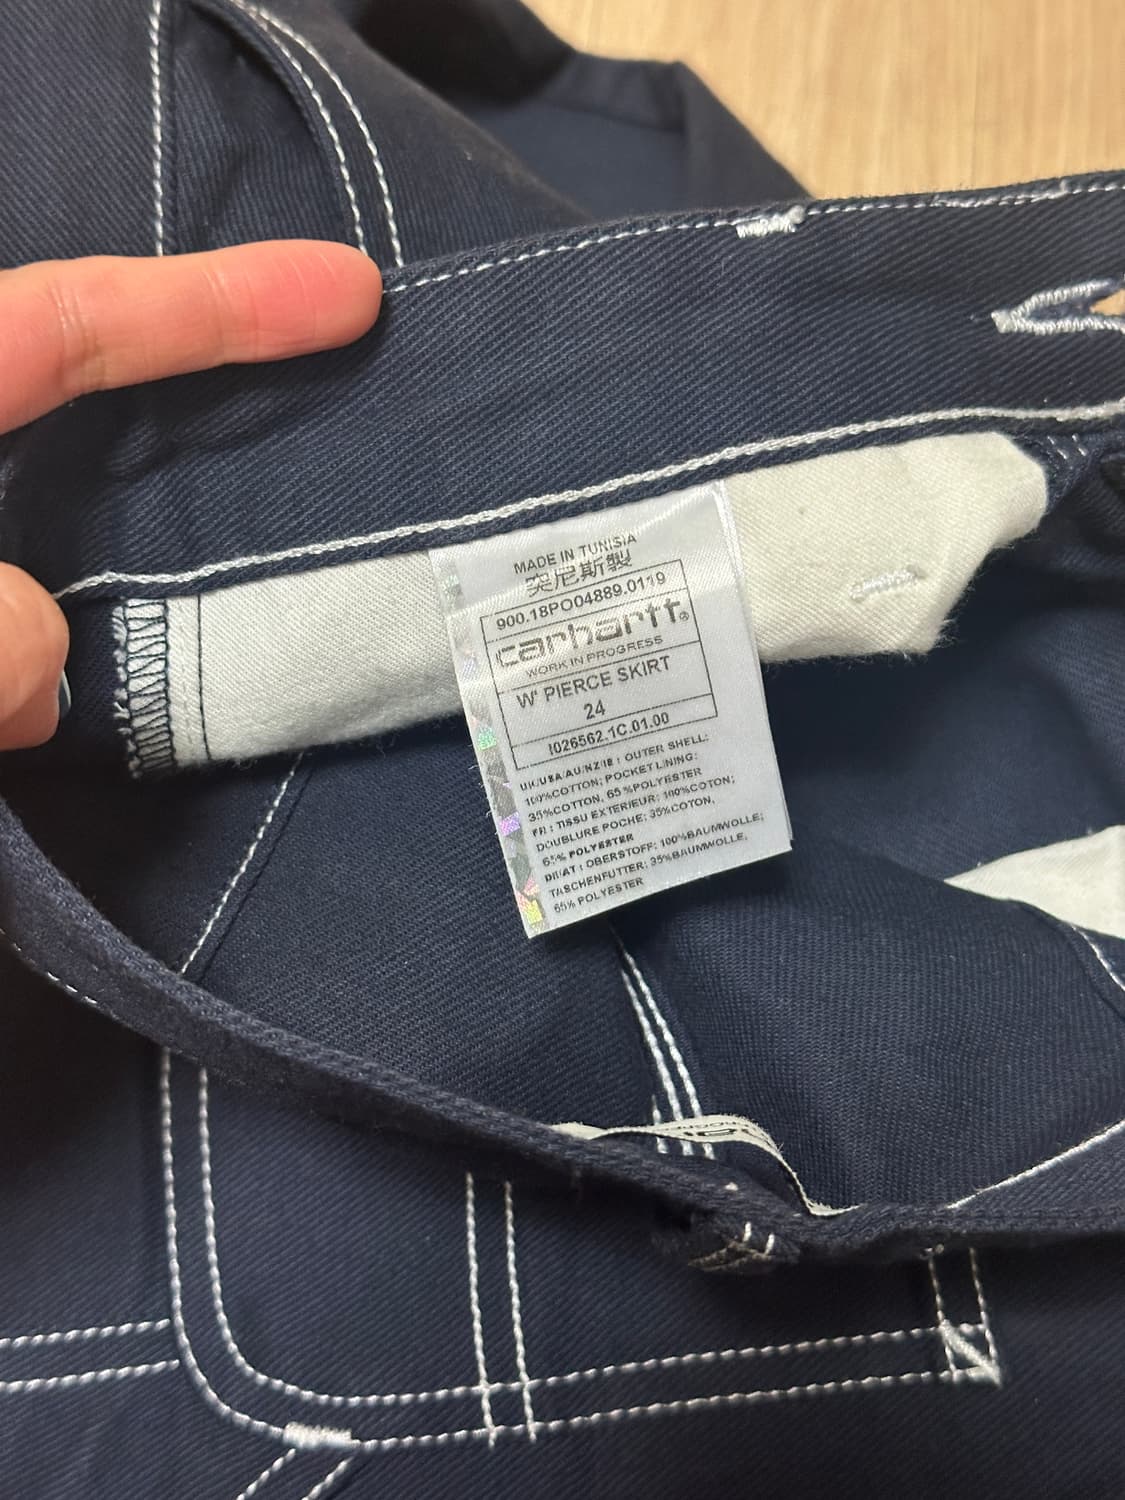 MADE IN TUNISIA
突尼斯製
900.18PO04889.0119
carhartt®
WORK IN PROGRESS
W' PIERCE SKIRT
24
I026562.1C.01.00
UK/USA/AU/NZ/IE : OUTER SHELL:
100%COTTON; POCKET LINING:
35%COTTON, 65 %POLYESTER
FR : TISSU EXTERIEUR: 100%COTON;
DOUBLURE POCHE: 35%COTON,
65% POLYESTER
DE/AT : OBERSTOFF: 100%BAUMWOLLE;
TASCHENFUTTER: 35%BAUMWOLLE,
65% POLYESTER